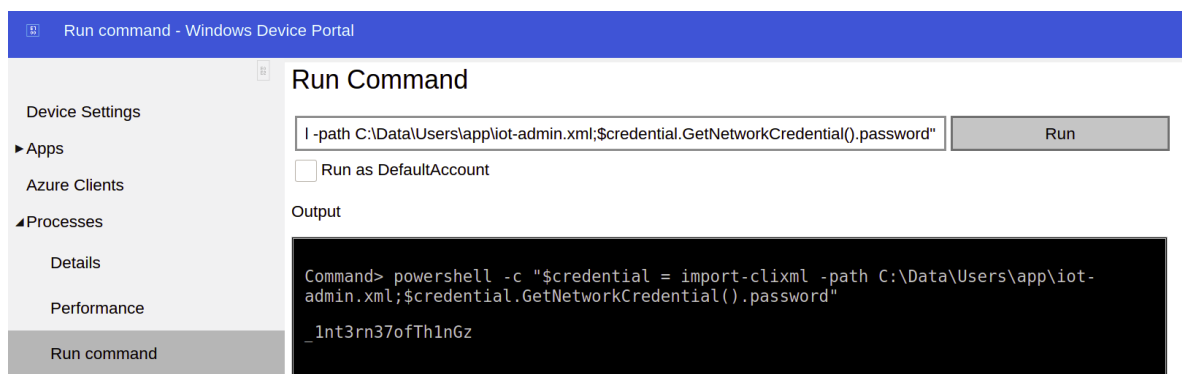 Run command - Windows Device Portal
Run Command
Device Settings
l -path C:\Data\Users\app\iot-admin.xml;$credential.GetNetworkCredential().password"
Run
Apps
Run as DefaultAccount
Azure Clients
Output
Processes
Details
Performance
Run command
Command> powershell -c "$credential = import-clixml -path C:\Data\Users\app\iot-
admin.xml;$credential.GetNetworkCredential().password"
_1nt3rn37ofTh1nGz